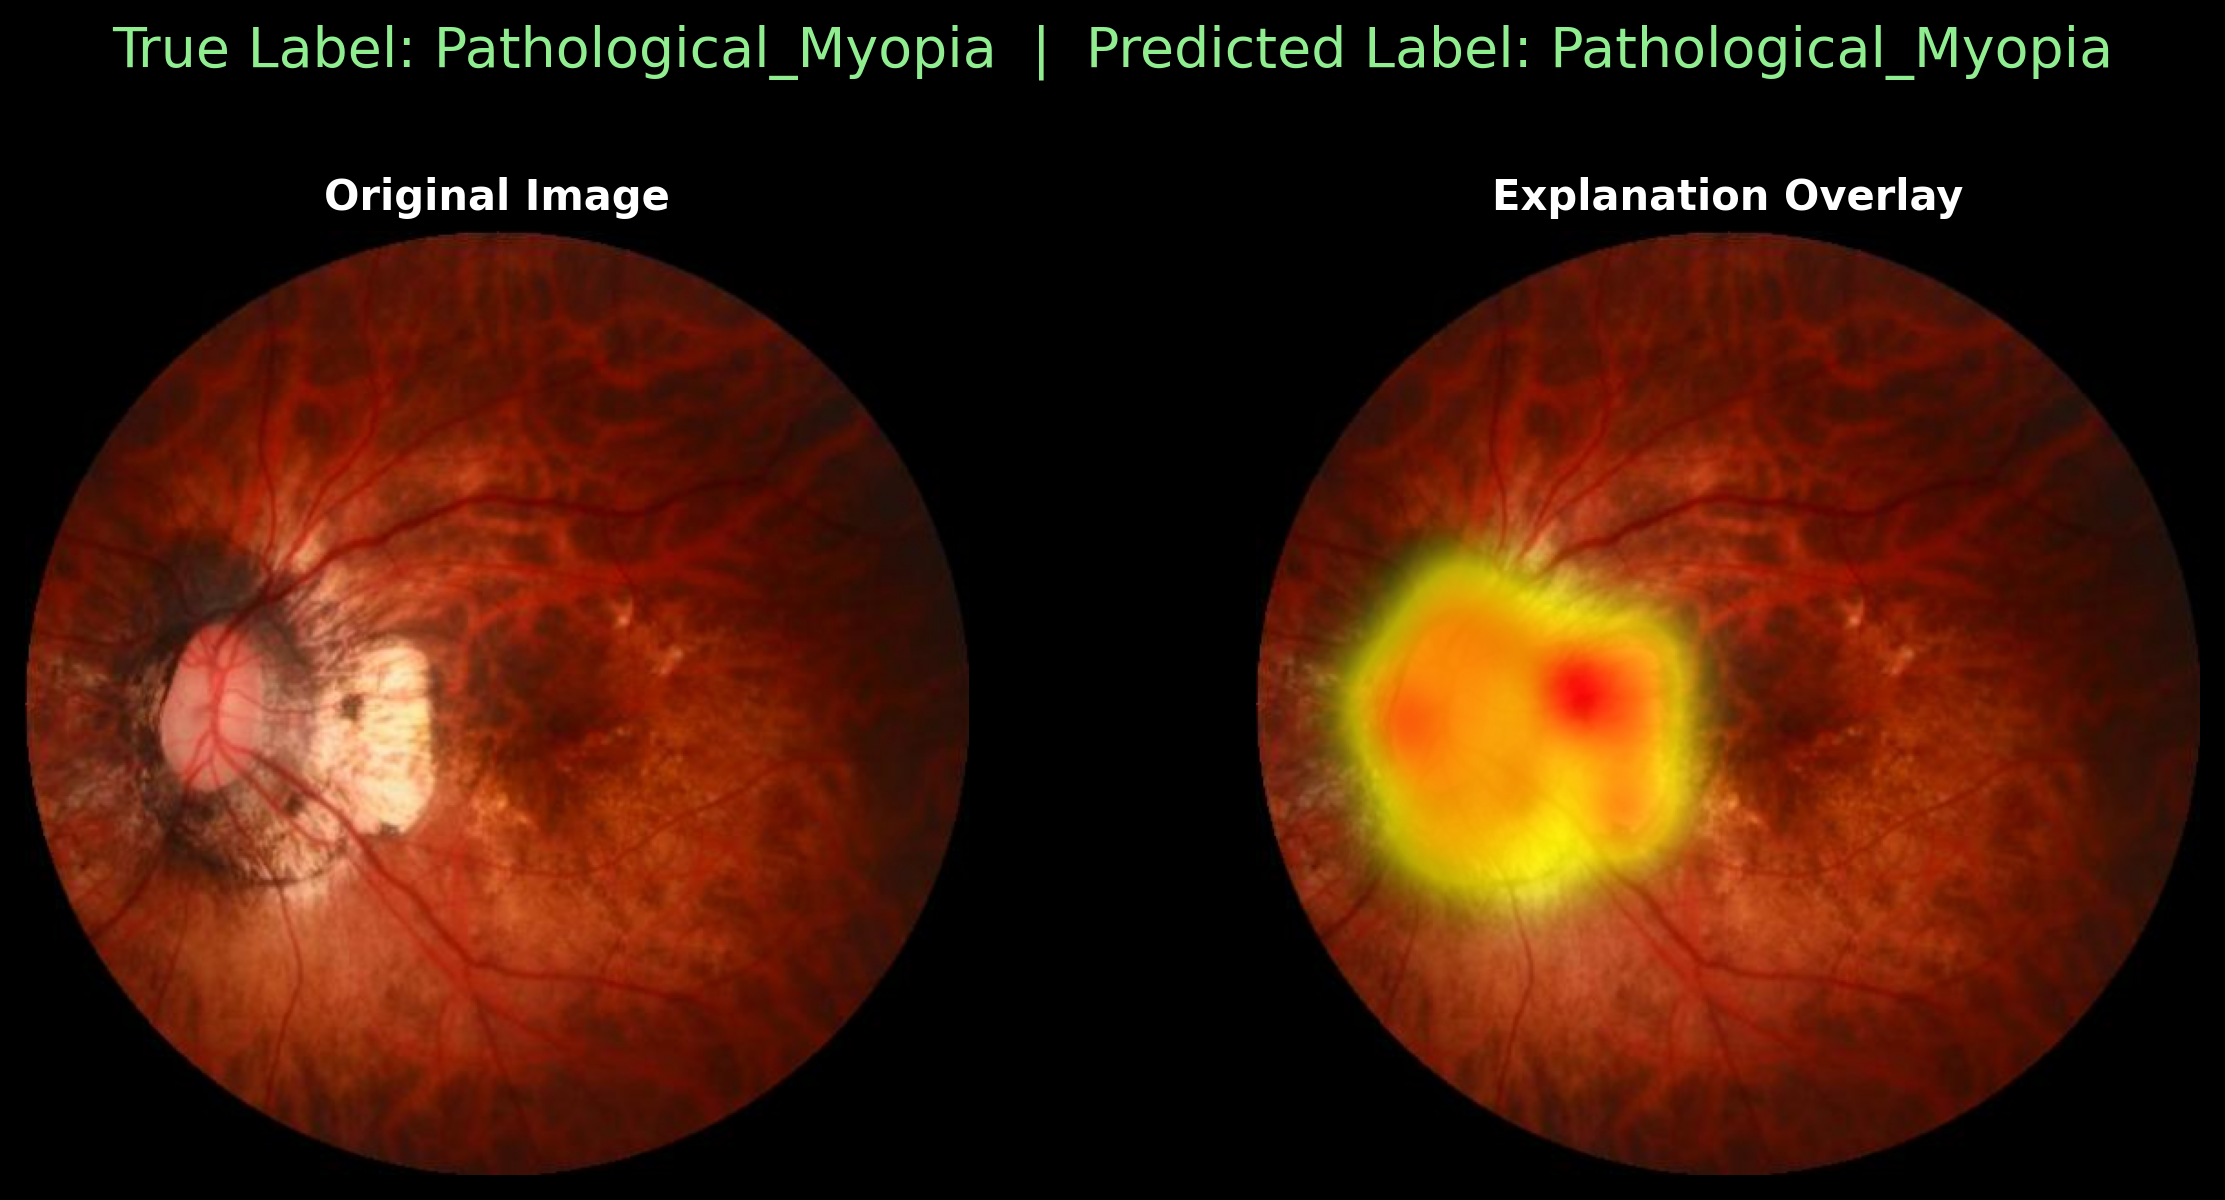 True Label: Pathological_Myopia | Predicted Label: Pathological_Myopia
Original Image
Explanation Overlay